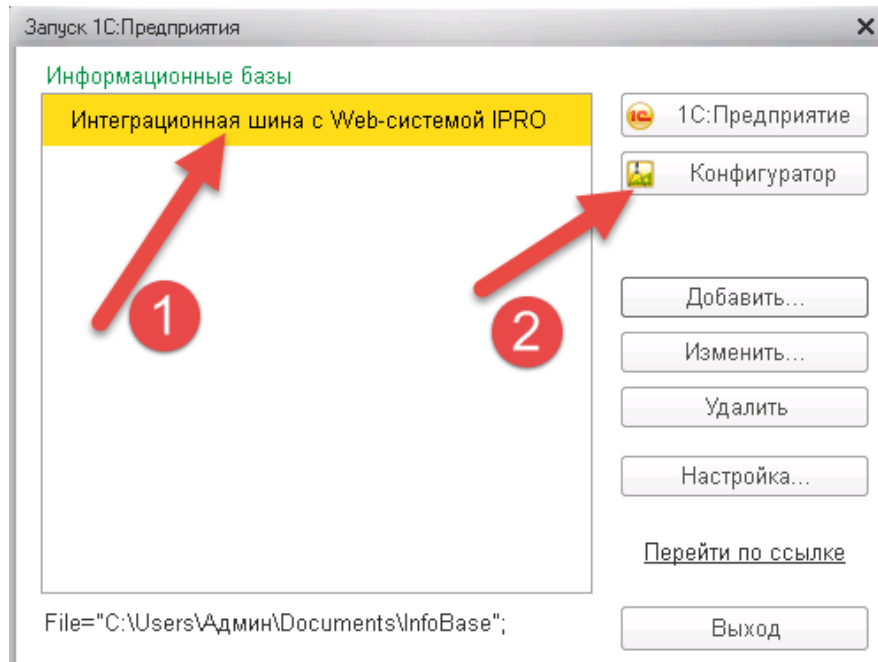 Запуск 1С:Предприятия
Информационные базы
Интеграционная шина с Web-системой IPRO
1С:Предприятие
Конфигуратор
1
2
Добавить...
Изменить...
Удалить
Настройка...
Перейти по ссылке
File="C:\Users\Админ\Documents\InfoBase";
Выход